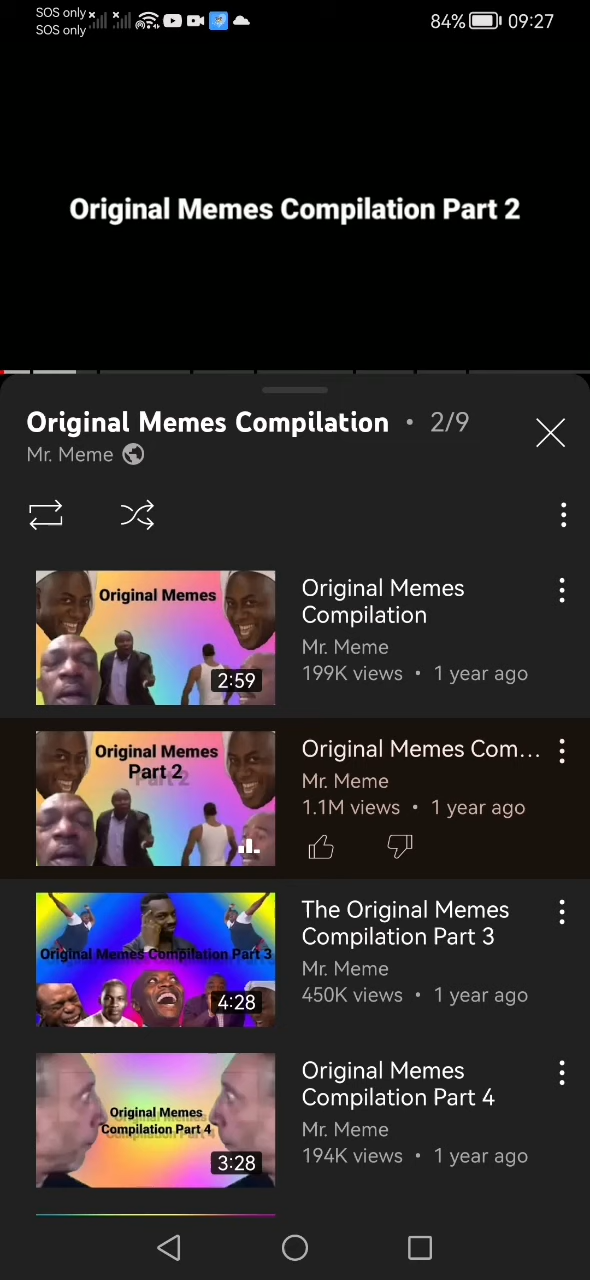 SOS only
SOS only
84% 09:27
Original Memes Compilation Part 2
Original Memes Compilation • 2/9
Mr. Meme
Original Memes
2:59
Original Memes
Compilation
Mr. Meme
199K views • 1 year ago
Original Memes
Part 2
Original Memes Com...
Mr. Meme
1.1M views • 1 year ago
Original Memes Compilation Part 3
4:28
The Original Memes
Compilation Part 3
Mr. Meme
450K views • 1 year ago
Original Memes
Compilation Part 4
3:28
Original Memes
Compilation Part 4
Mr. Meme
194K views • 1 year ago